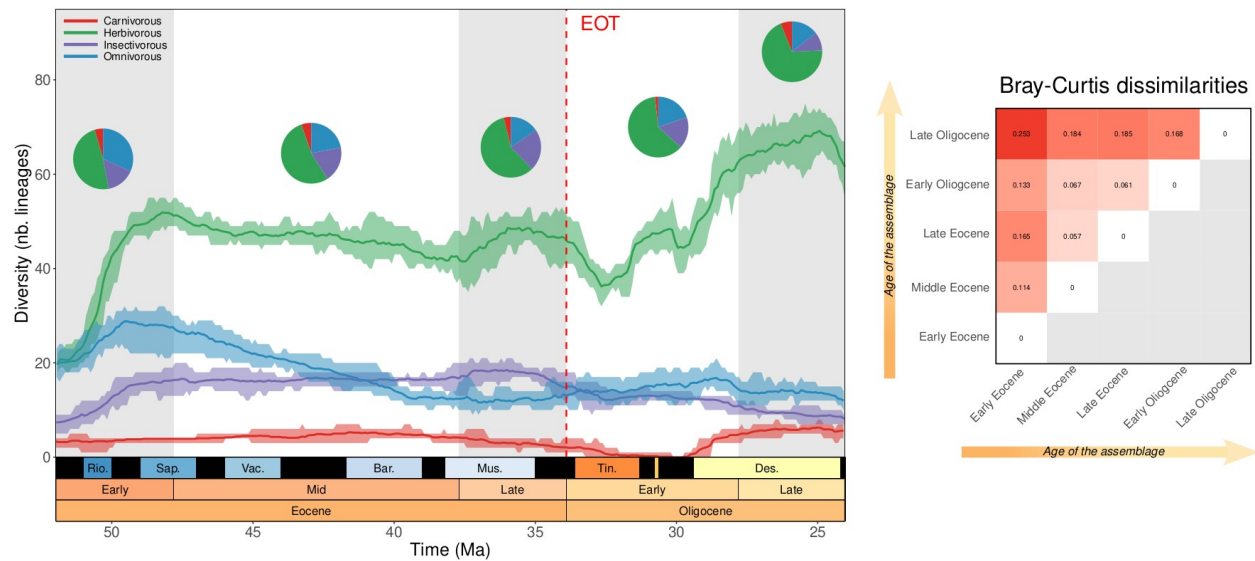 Carnivorous
Herbivorous
Insectivorous
Omnivorous
EOT
Diversity (nb. lineages)
80
60
40
20
0
Rio.
Sap.
Vac.
Bar.
Mus.
Tin.
Des.
Early
Mid
Late
Early
Late
Eocene
Oligocene
50
45
40
35
30
25
Time (Ma)
Bray-Curtis dissimilarities
Age of the assemblage
Late Oligocene
0.253
0.184
0.185
0.168
0
Early Oliogcene
0.133
0.067
0.061
0
Late Eocene
0.165
0.057
0
Middle Eocene
0.114
0
Early Eocene
0
Early Eocene
Middle Eocene
Late Eocene
Early Oliogcene
Late Oligocene
Age of the assemblage